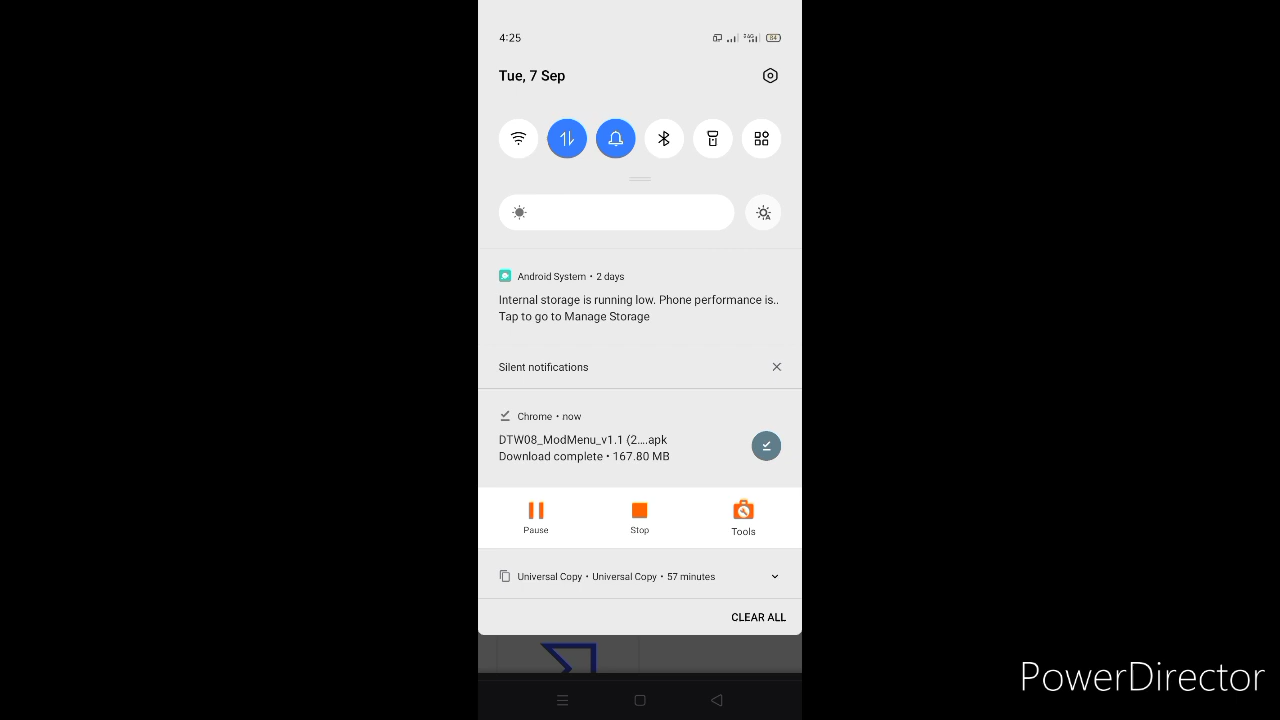 4:25
84
Tue, 7 Sep
Android System • 2 days
Internal storage is running low. Phone performance is..
Tap to go to Manage Storage
Silent notifications
Chrome • now
DTW08_ModMenu_v1.1 (2....apk
Download complete • 167.80 MB
Pause
Stop
Tools
Universal Copy • Universal Copy • 57 minutes
CLEAR ALL
PowerDirector